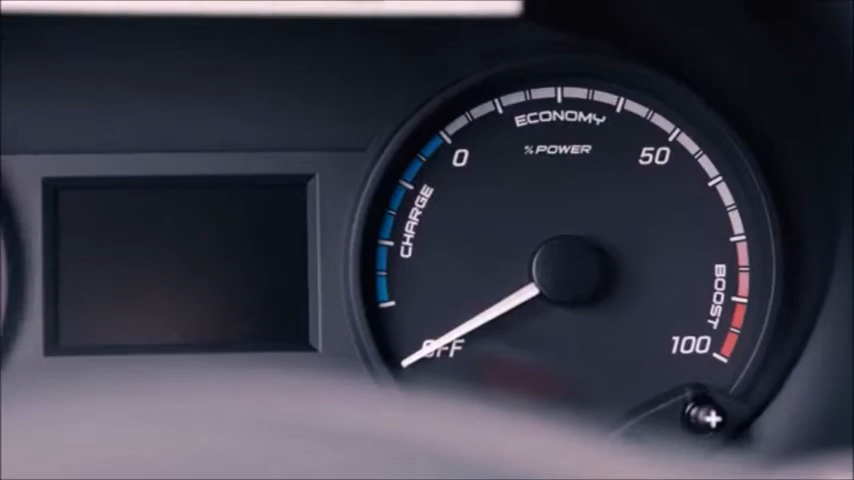 ECONOMY
% POWER
0
50
CHARGE
BOOST
OFF
100
+